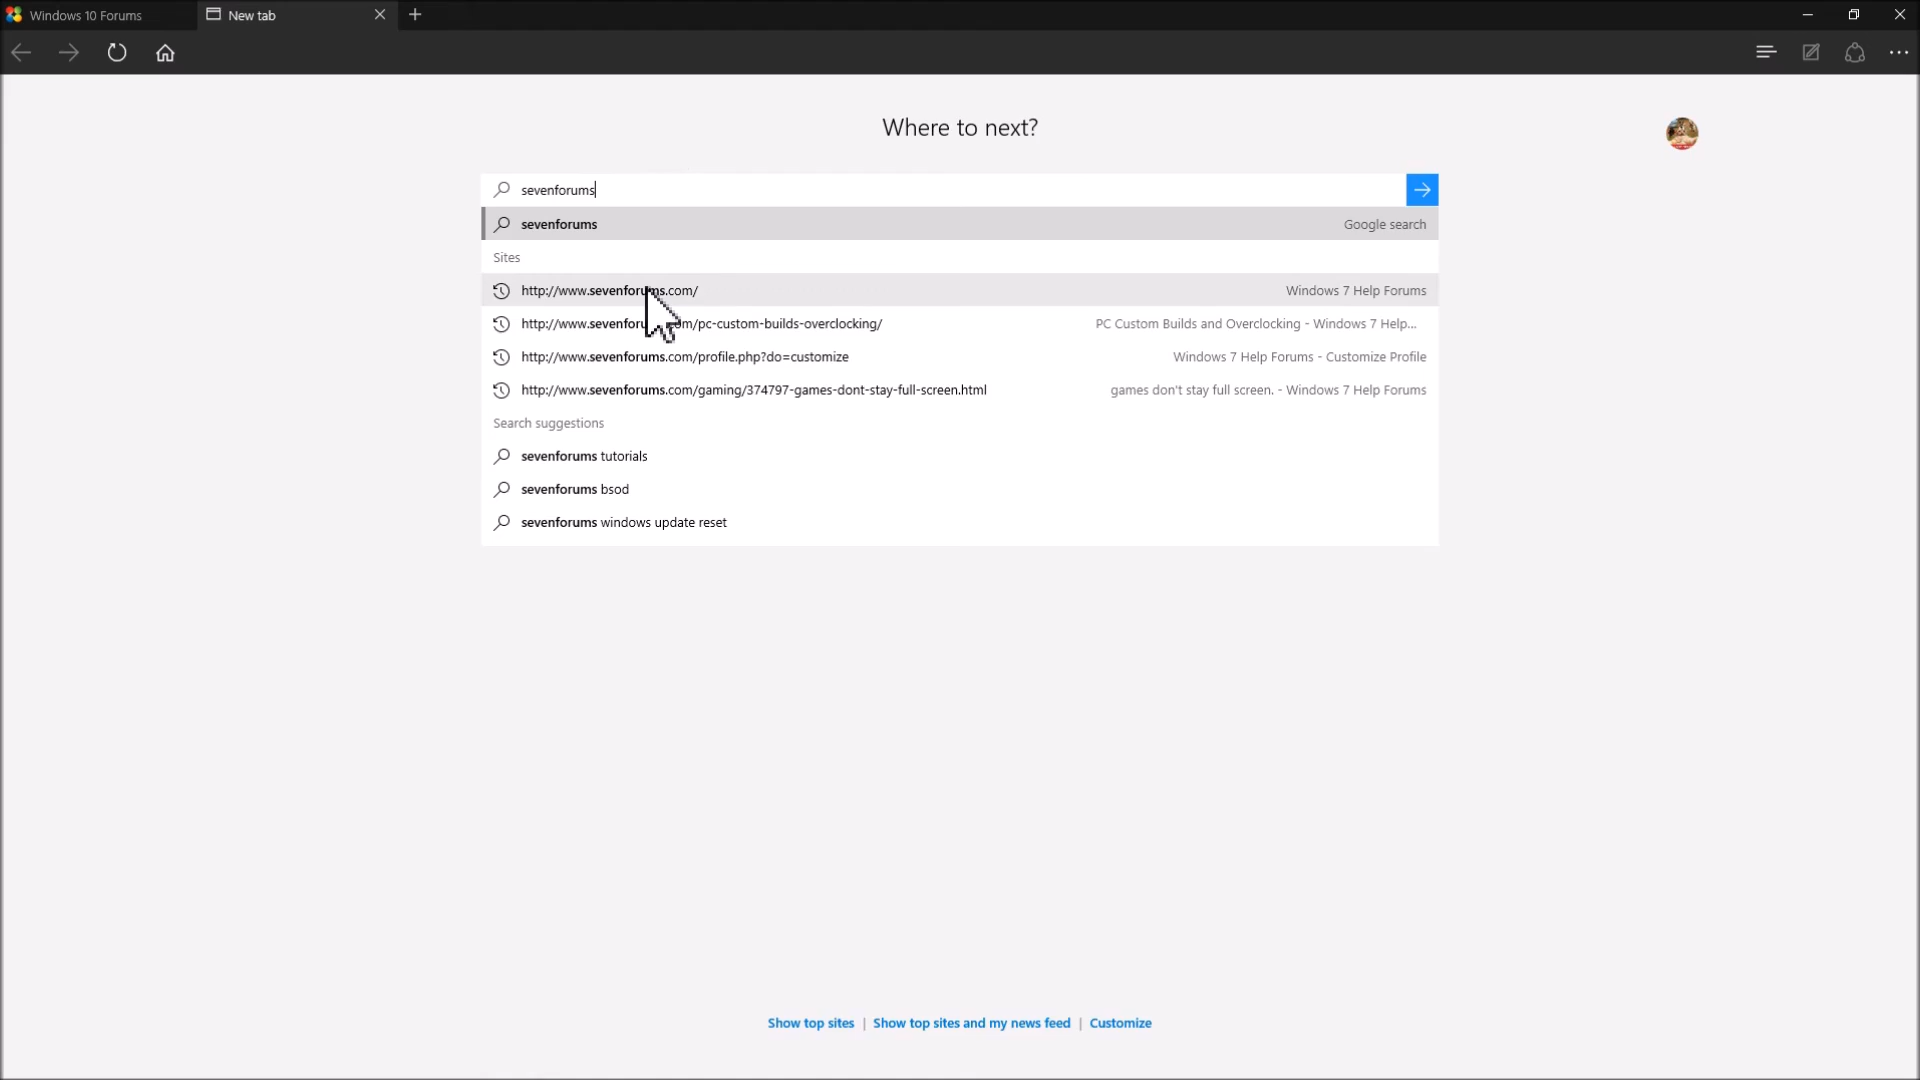 Windows 10 Forums
New tab
Where to next?
sevenforums
sevenforums Google search
Sites
http://www.sevenforums.com/ Windows 7 Help Forums
http://www.sevenforums.com/pc-custom-builds-overclocking/ PC Custom Builds and Overclocking - Windows 7 Help...
http://www.sevenforums.com/profile.php?do=customize Windows 7 Help Forums - Customize Profile
http://www.sevenforums.com/gaming/374797-games-dont-stay-full-screen.html games don't stay full screen. - Windows 7 Help Forums
Search suggestions
sevenforums tutorials
sevenforums bsod
sevenforums windows update reset
Show top sites | Show top sites and my news feed | Customize